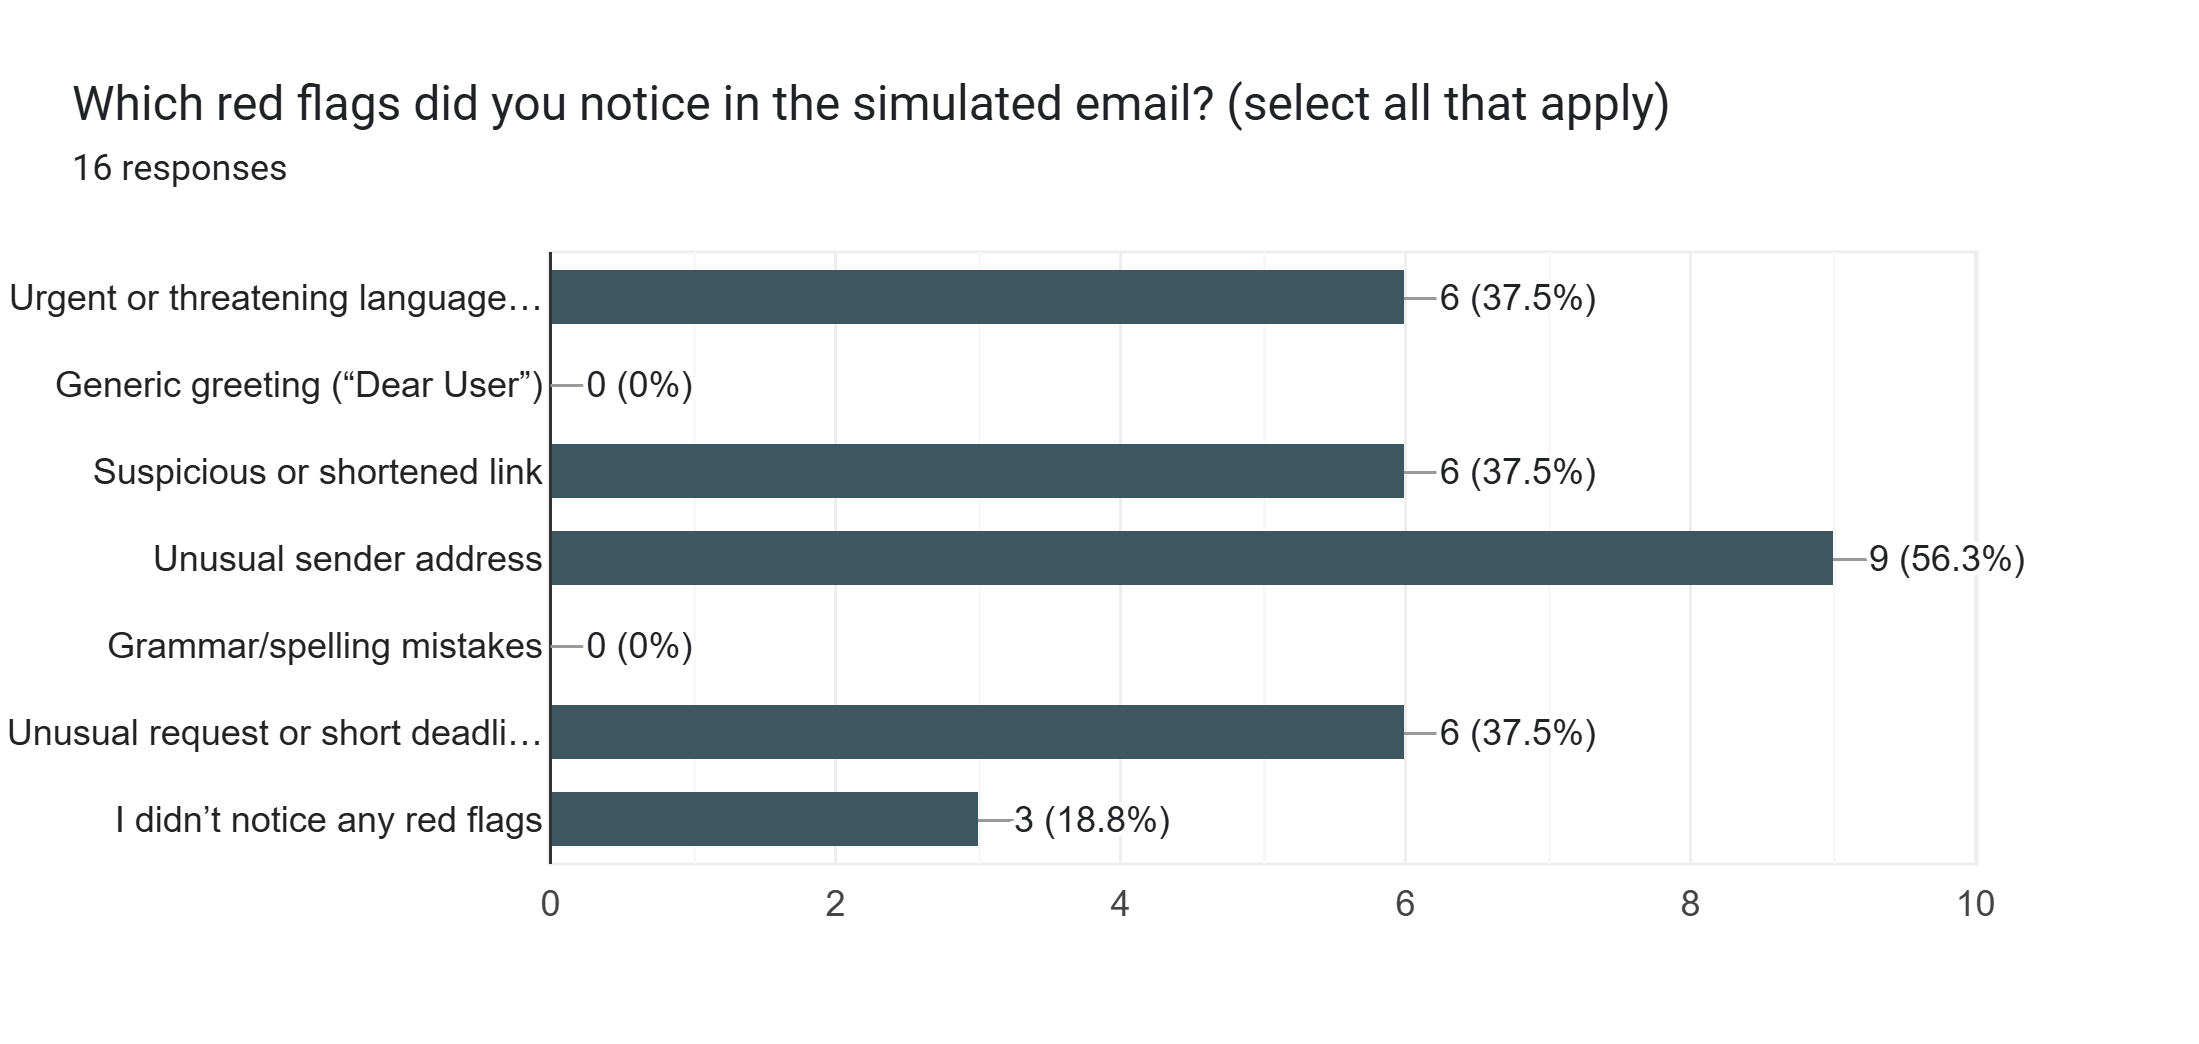 Which red flags did you notice in the simulated email? (select all that apply)
16 responses
Urgent or threatening language… 6 (37.5%)
Generic greeting (“Dear User”) 0 (0%)
Suspicious or shortened link 6 (37.5%)
Unusual sender address 9 (56.3%)
Grammar/spelling mistakes 0 (0%)
Unusual request or short deadli… 6 (37.5%)
I didn’t notice any red flags 3 (18.8%)
0 2 4 6 8 10